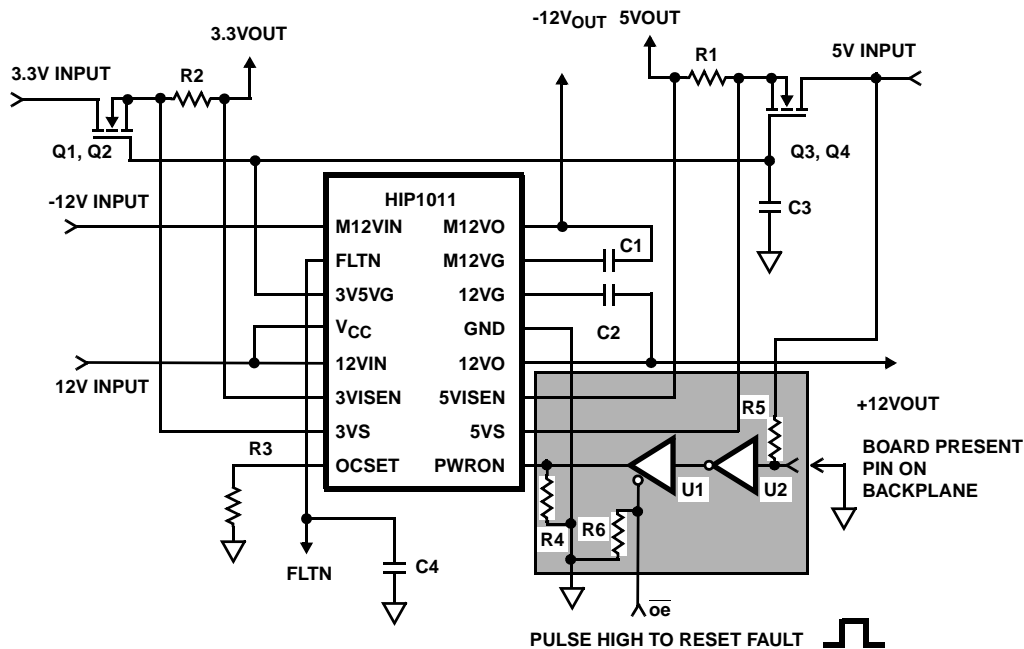 -12VOUT 5VOUT
3.3VOUT
R1
5V INPUT
3.3V INPUT
R2
Q1, Q2
Q3, Q4
HIP1011
-12V INPUT
C3
M12VIN
M12VO
C1
FLTN
M12VG
3V5VG
12VG
VCC
GND
C2
12VIN
12VO
12V INPUT
3VISEN
5VISEN
R5
+12VOUT
3VS
5VS
R3
BOARD PRESENT
PIN ON
BACKPLANE
OCSET
PWRON
U1
U2
R4
R6
FLTN
C4
oe
PULSE HIGH TO RESET FAULT